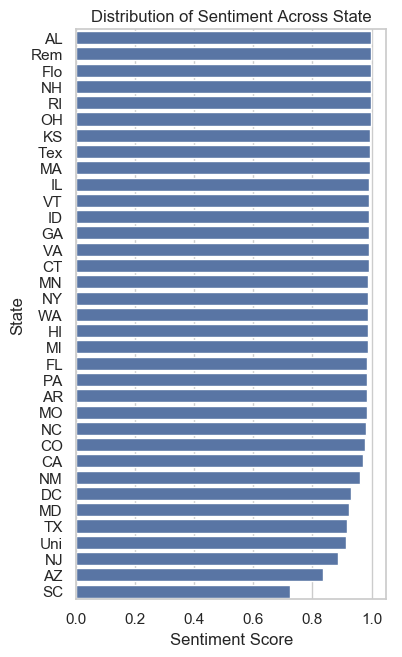 Distribution of Sentiment Across State
AL
Rem
Flo
NH
RI
OH
KS
Tex
MA
IL
VT
ID
GA
VA
CT
MN
NY
WA
HI
MI
FL
PA
AR
MO
NC
CO
CA
NM
DC
MD
TX
Uni
NJ
AZ
SC
State
0.0 0.2 0.4 0.6 0.8 1.0
Sentiment Score